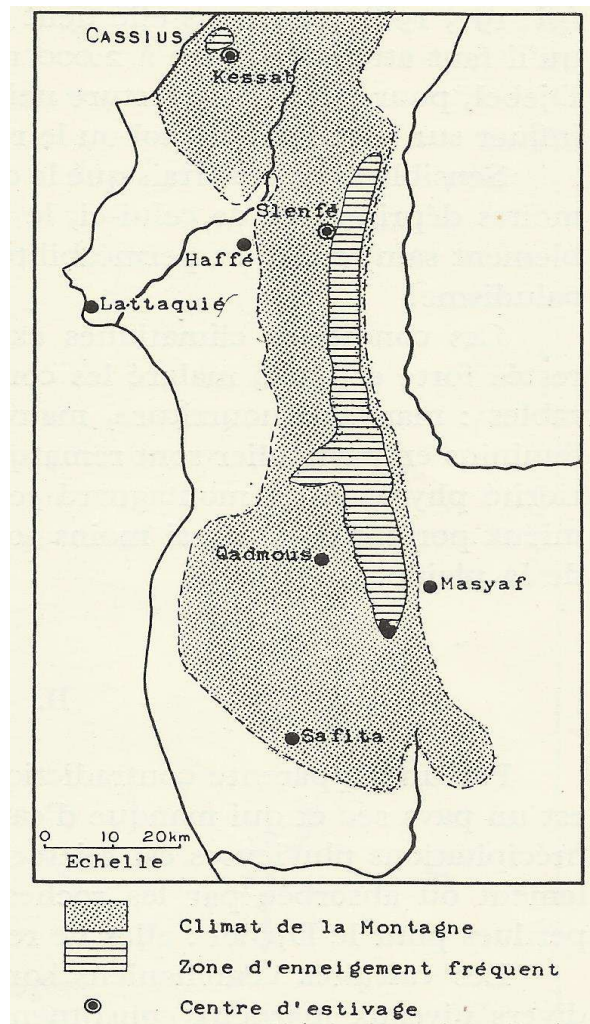 CASSIUS
Kessab
Slenfé
Haffé
Lattaquié
Qadmous
Masyaf
Safita
0 10 20km
Echelle
Climat de la Montagne
Zone d'enneigement fréquent
Centre d'estivage